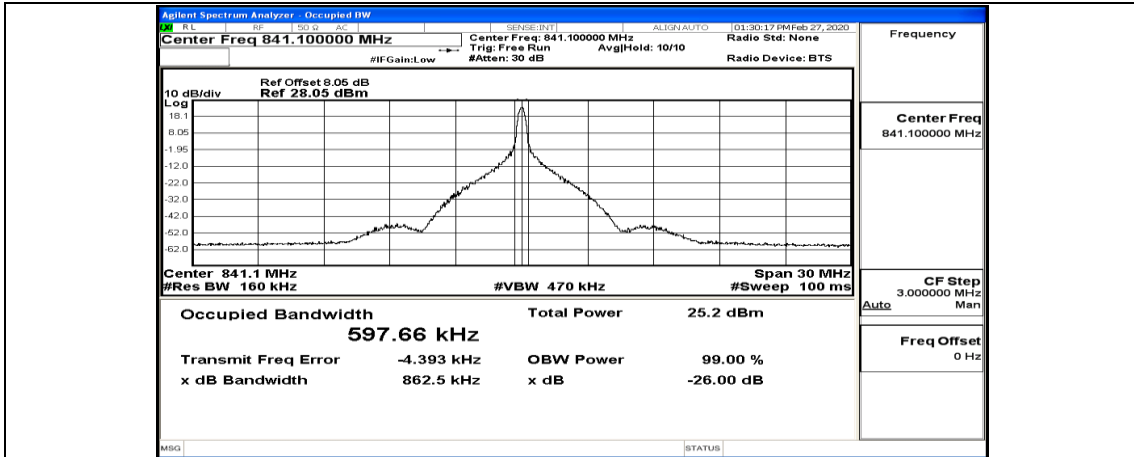 Agilent Spectrum Analyzer - Occupied BW
RL RF 50 Ω AC SENSE:INT ALIGN AUTO 01:30:17 PM Feb 27, 2020
Center Freq 841.100000 MHz Center Freq: 841.100000 MHz Radio Std: None Frequency
Trig: Free Run Avg|Hold: 10/10
#IFGain:Low #Atten: 30 dB Radio Device: BTS
Ref Offset 8.05 dB
10 dB/div Ref 28.05 dBm
Log
18.1
8.05
-1.95
-12.0
-22.0
-32.0
-42.0
-52.0
-62.0
Center Freq
841.100000 MHz
Center 841.1 MHz Span 30 MHz
#Res BW 160 kHz #VBW 470 kHz #Sweep 100 ms
CF Step
3.000000 MHz
Auto Man
Occupied Bandwidth Total Power 25.2 dBm
597.66 kHz
Transmit Freq Error -4.393 kHz OBW Power 99.00 %
x dB Bandwidth 862.5 kHz x dB -26.00 dB
Freq Offset
0 Hz
MSG STATUS